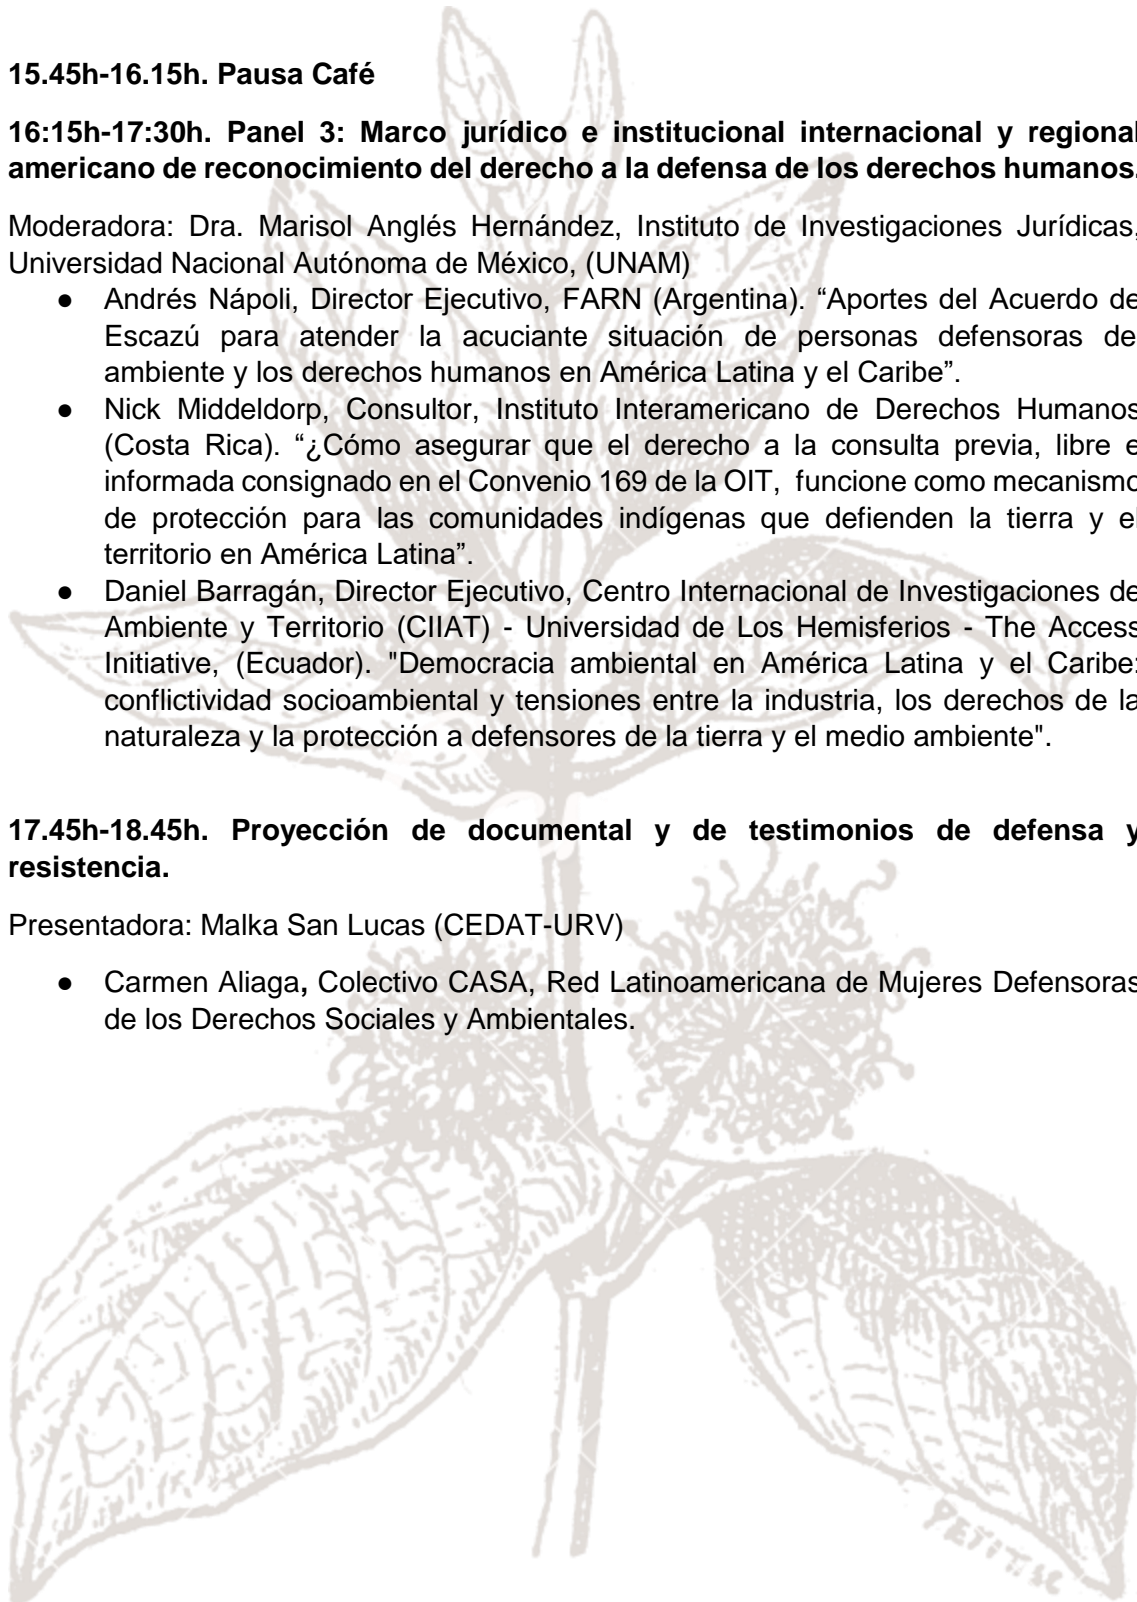 15.45h-16.15h. Pausa Café
16:15h-17:30h. Panel 3: Marco jurídico e institucional internacional y regional
americano de reconocimiento del derecho a la defensa de los derechos humanos.
Moderadora: Dra. Marisol Anglés Hernández, Instituto de Investigaciones Jurídicas,
Universidad Nacional Autónoma de México, (UNAM)
● Andrés Nápoli, Director Ejecutivo, FARN (Argentina). “Aportes del Acuerdo de
Escazú para atender la acuciante situación de personas defensoras de
ambiente y los derechos humanos en América Latina y el Caribe”.
● Nick Middeldorp, Consultor, Instituto Interamericano de Derechos Humanos
(Costa Rica). “¿Cómo asegurar que el derecho a la consulta previa, libre e
informada consignado en el Convenio 169 de la OIT, funcione como mecanismo
de protección para las comunidades indígenas que defienden la tierra y el
territorio en América Latina”.
● Daniel Barragán, Director Ejecutivo, Centro Internacional de Investigaciones de
Ambiente y Territorio (CIIAT) - Universidad de Los Hemisferios - The Access
Initiative, (Ecuador). "Democracia ambiental en América Latina y el Caribe:
conflictividad socioambiental y tensiones entre la industria, los derechos de la
naturaleza y la protección a defensores de la tierra y el medio ambiente".
17.45h-18.45h. Proyección de documental y de testimonios de defensa y
resistencia.
Presentadora: Malka San Lucas (CEDAT-URV)
● Carmen Aliaga, Colectivo CASA, Red Latinoamericana de Mujeres Defensoras
de los Derechos Sociales y Ambientales.